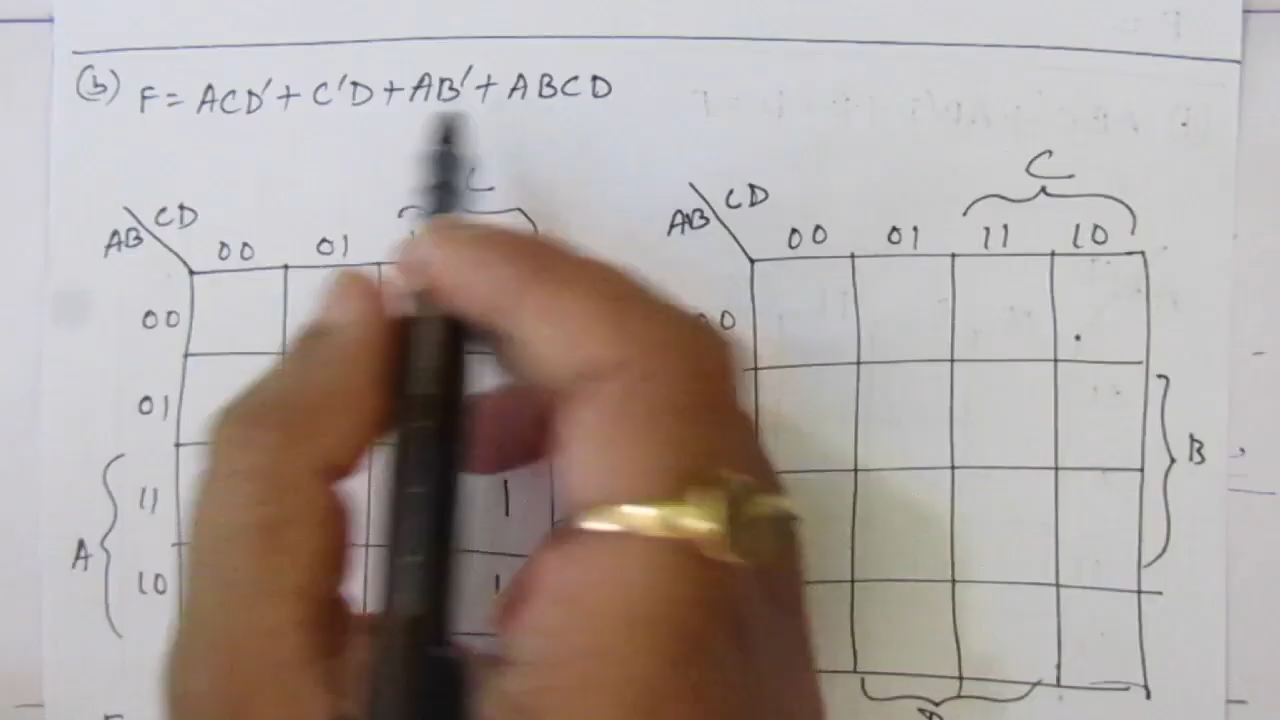 (b) F = ACD' + C'D + AB' + ABCD
C
C
AB CD 00 01
AB CD 00 01 11 10
00
01
11 1
10 1
A
B